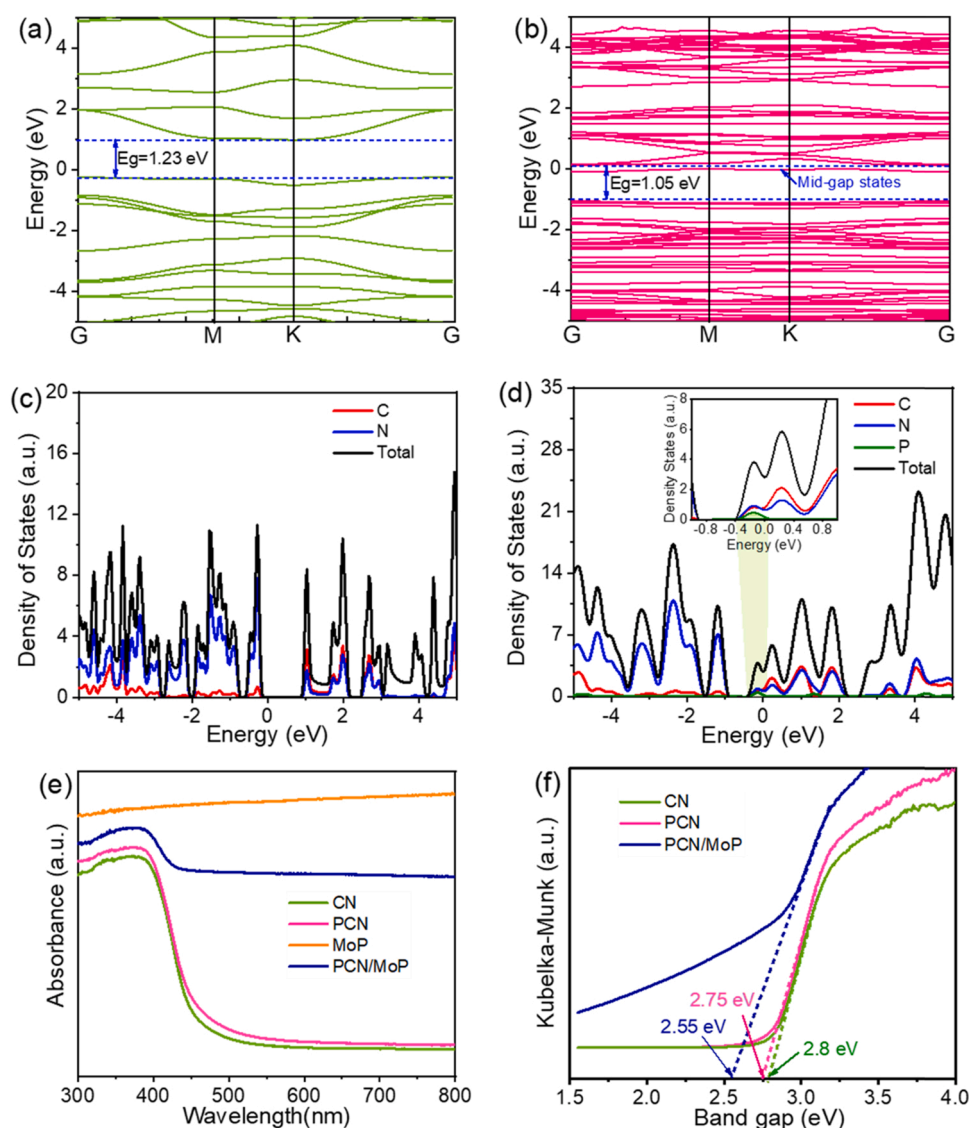 (a)
4
2
0
-2
-4
Energy (eV)
Eg=1.23 eV
G
M
K
G
(b)
4
2
0
-2
-4
Energy (eV)
Eg=1.05 eV
Mid-gap states
G
M
K
G
(c)
20
16
12
8
4
0
Density of States (a.u.)
C
N
Total
-4
-2
0
2
4
Energy (eV)
(d)
35
28
21
14
7
0
Density of States (a.u.)
C
N
P
Total
8
6
4
2
0
Density States (a.u.)
-0.8
-0.4
0.0
0.4
0.8
Energy (eV)
-4
-2
0
2
4
Energy (eV)
(e)
Absorbance (a.u.)
CN
PCN
MoP
PCN/MoP
300
400
500
600
700
800
Wavelength(nm)
(f)
Kubelka-Munk (a.u.)
CN
PCN
PCN/MoP
2.75 eV
2.55 eV
2.8 eV
1.5
2.0
2.5
3.0
3.5
4.0
Band gap (eV)